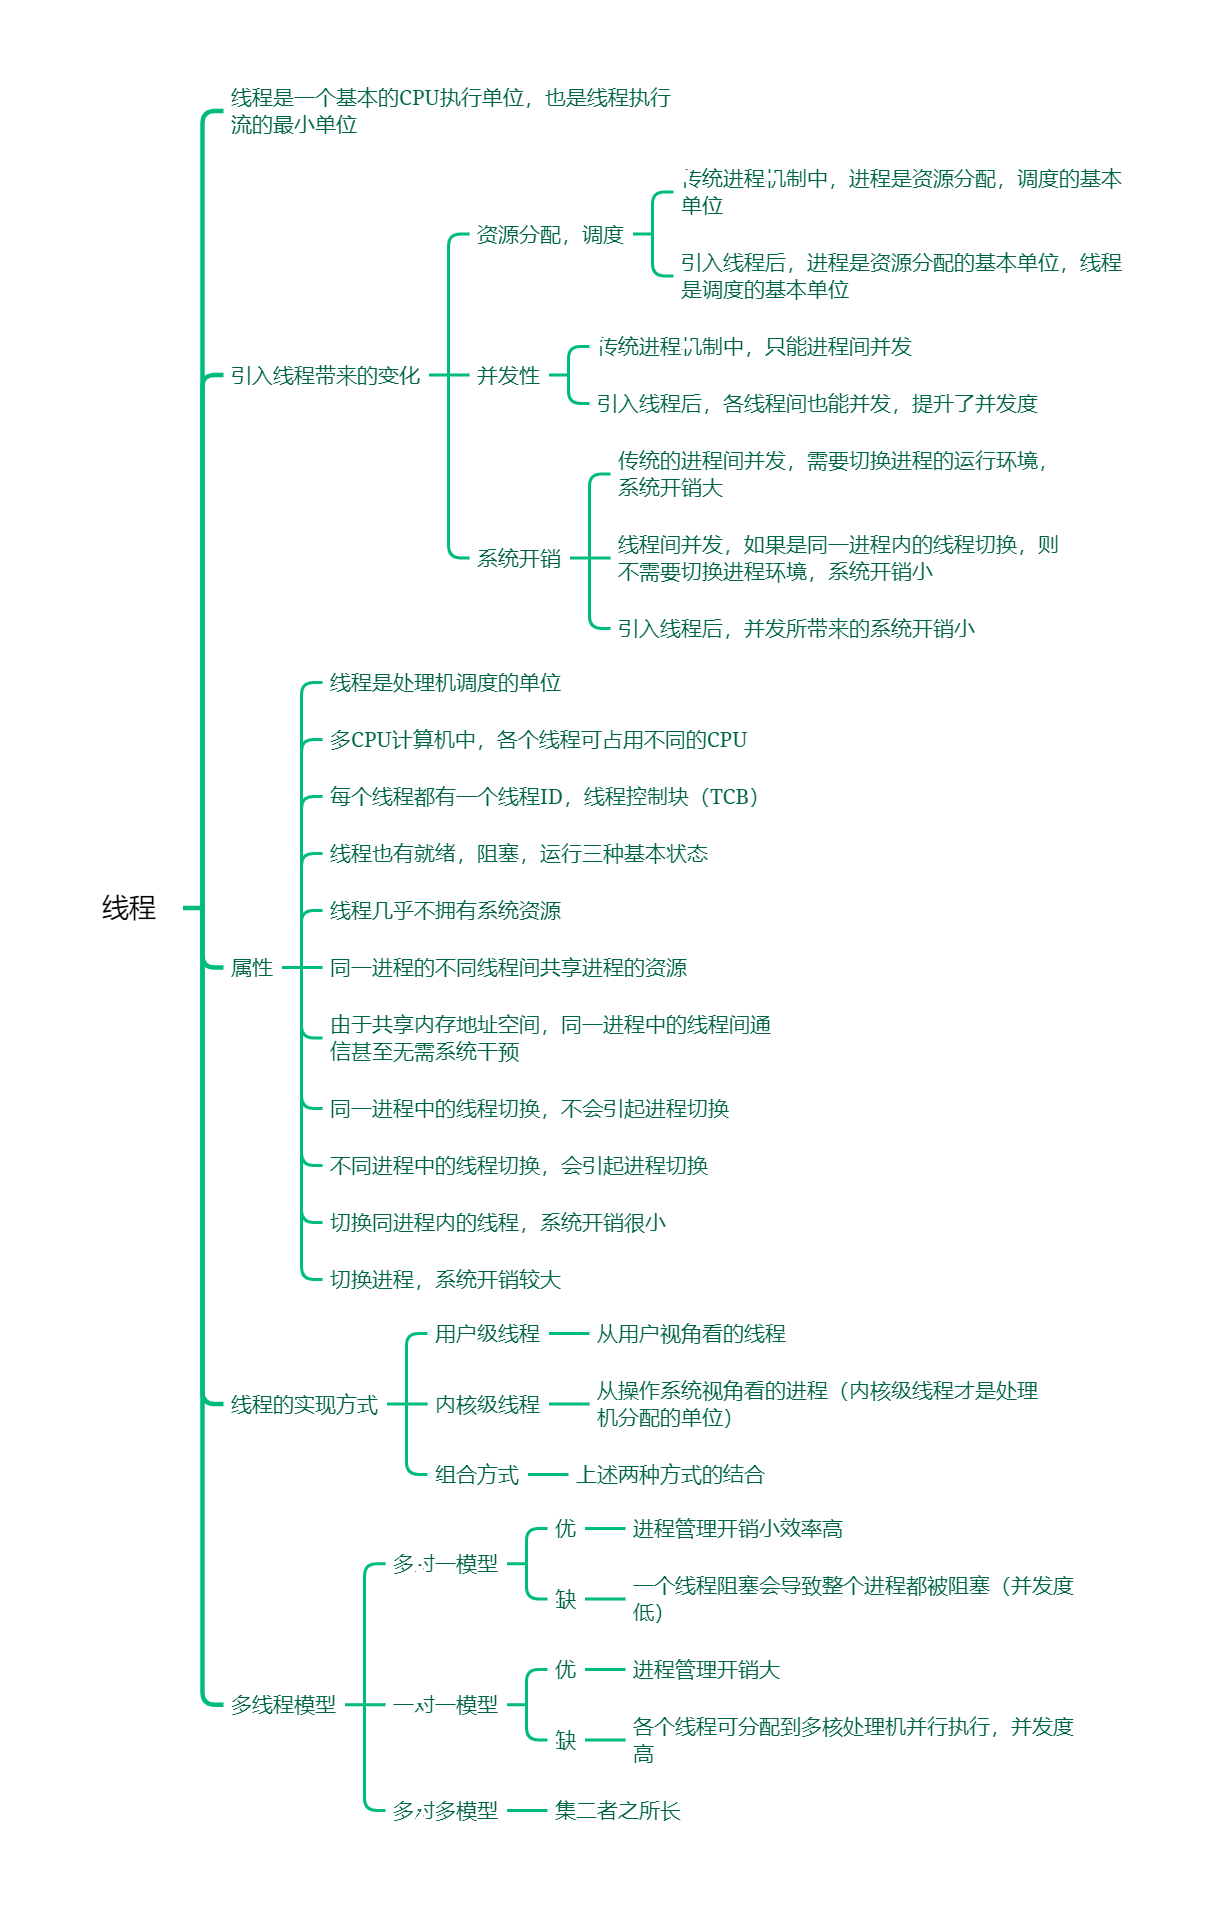 线程
线程是一个基本的CPU执行单位，也是线程执行
流的最小单位
引入线程带来的变化
资源分配，调度
传统进程机制中，进程是资源分配，调度的基本
单位
引入线程后，进程是资源分配的基本单位，线程
是调度的基本单位
并发性
传统进程机制中，只能进程间并发
引入线程后，各线程间也能并发，提升了并发度
系统开销
传统的进程间并发，需要切换进程的运行环境，
系统开销大
线程间并发，如果是同一进程内的线程切换，则
不需要切换进程环境，系统开销小
引入线程后，并发所带来的系统开销小
属性
线程是处理机调度的单位
多CPU计算机中，各个线程可占用不同的CPU
每个线程都有一个线程ID，线程控制块（TCB）
线程也有就绪，阻塞，运行三种基本状态
线程几乎不拥有系统资源
同一进程的不同线程间共享进程的资源
由于共享内存地址空间，同一进程中的线程间通
信甚至无需系统干预
同一进程中的线程切换，不会引起进程切换
不同进程中的线程切换，会引起进程切换
切换同进程内的线程，系统开销很小
切换进程，系统开销较大
线程的实现方式
用户级线程
从用户视角看的线程
内核级线程
从操作系统视角看的进程（内核级线程才是处理
机分配的单位）
组合方式
上述两种方式的结合
多线程模型
多对一模型
优
进程管理开销小效率高
缺
一个线程阻塞会导致整个进程都被阻塞（并发度
低）
一对一模型
优
进程管理开销大
缺
各个线程可分配到多核处理机并行执行，并发度
高
多对多模型
集二者之所长